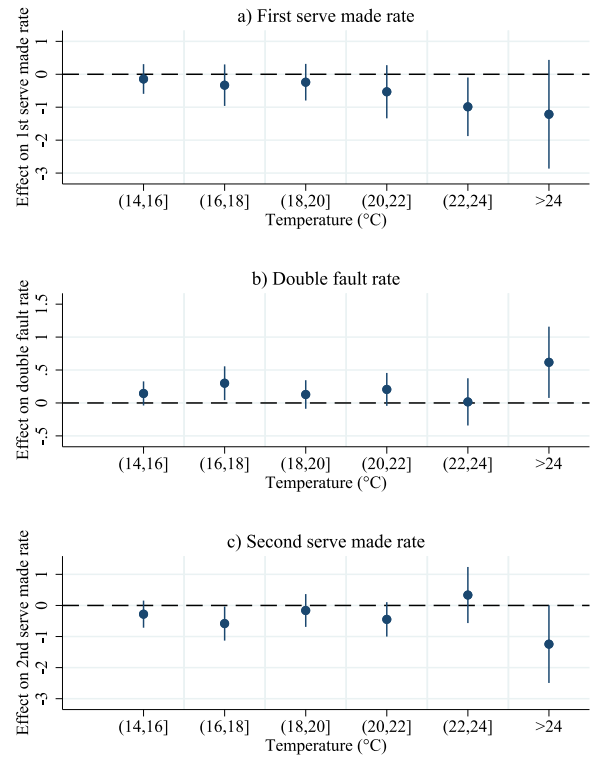 a) First serve made rate
Effect on 1st serve made rate
1
0
-1
-2
-3
(14,16] (16,18] (18,20] (20,22] (22,24] >24
Temperature (°C)
b) Double fault rate
Effect on double fault rate
1.5
1
.5
0
-.5
(14,16] (16,18] (18,20] (20,22] (22,24] >24
Temperature (°C)
c) Second serve made rate
Effect on 2nd serve made rate
1
0
-1
-2
-3
(14,16] (16,18] (18,20] (20,22] (22,24] >24
Temperature (°C)